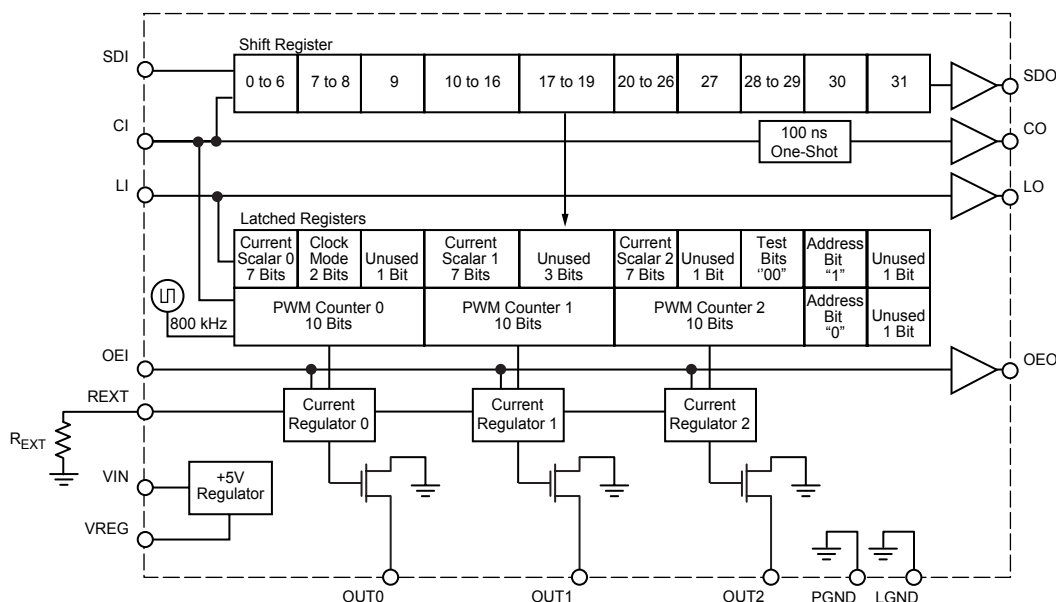 Shift Register
SDI
0 to 6
7 to 8
9
10 to 16
17 to 19
20 to 26
27
28 to 29
30
31
SDO
CI
100 ns
One-Shot
CO
LI
LO
Latched Registers
Current
Scalar 0
7 Bits
Clock
Mode
2 Bits
Unused
1 Bit
Current
Scalar 1
7 Bits
Unused
3 Bits
Current
Scalar 2
7 Bits
Unused
1 Bit
Test
Bits
‘'00”
Address
Bit
“1”
Unused
1 Bit
800 kHz
PWM Counter 0
10 Bits
PWM Counter 1
10 Bits
PWM Counter 2
10 Bits
Address
Bit
“0”
Unused
1 Bit
OEI
OEO
REXT
Current
Regulator 0
Current
Regulator 1
Current
Regulator 2
REXT
VIN
+5V
Regulator
VREG
OUT0
OUT1
OUT2
PGND
LGND